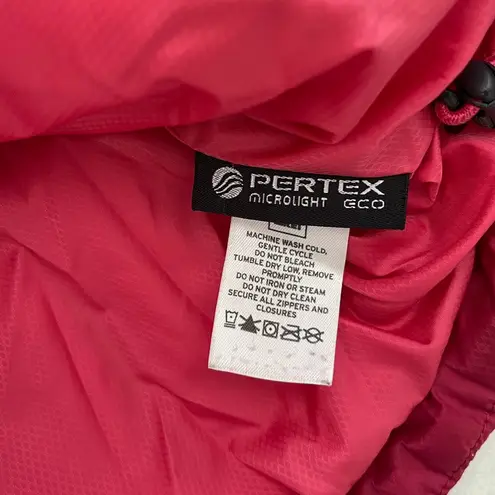 PERTEX
MICROLIGHT ECO
MACHINE WASH COLD,
GENTLE CYCLE
DO NOT BLEACH
TUMBLE DRY LOW, REMOVE
PROMPTLY
DO NOT IRON OR STEAM
DO NOT DRY CLEAN
SECURE ALL ZIPPERS AND
CLOSURES